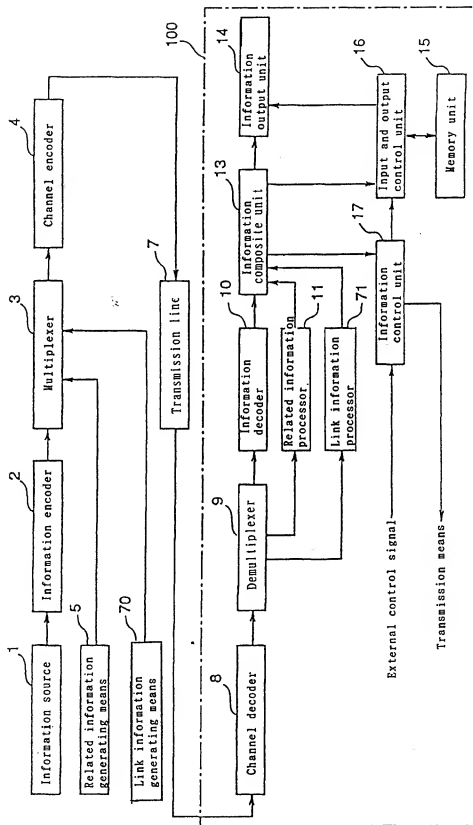 1
Information source
2
Information encoder
3
Multiplexer
4
Channel encoder
5
Related information
generating means
70
Link information
generating means
7
Transmission line
100
8
Channel decoder
9
Demultiplexer
10
Information decoder
11
Related information
processor
71
Link information
processor
13
Information
composite unit
14
Information
output unit
17
Information
control unit
16
Input and output
control unit
15
Memory unit
External control signal
Transmission means